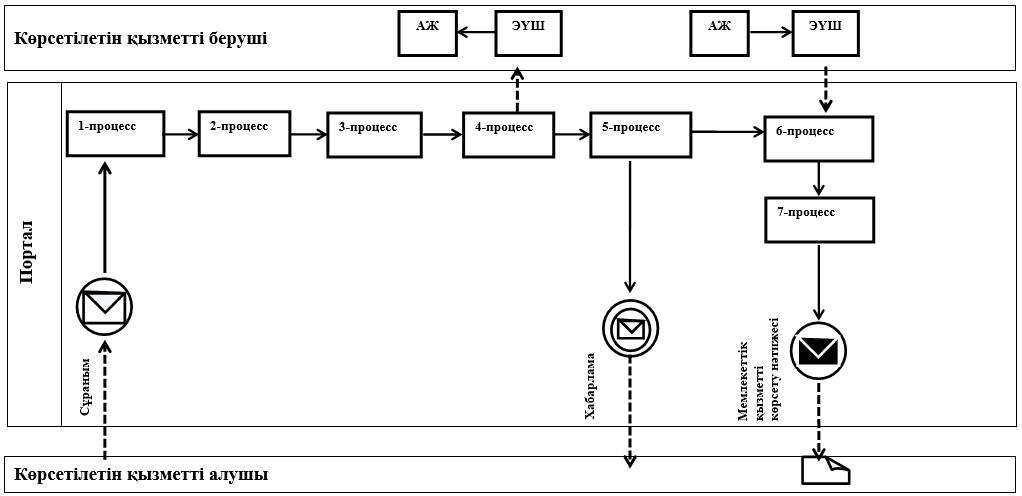 Көрсетілетін қызметті беруші
АЖ
ЭҮШ
АЖ
ЭҮШ
Портал
1-процесс
2-процесс
3-процесс
4-процесс
5-процесс
6-процесс
7-процесс
Сұраным
Хабарлама
Мемлекеттік
қызметті
көрсету нәтижесі
Көрсетілетін қызметті алушы